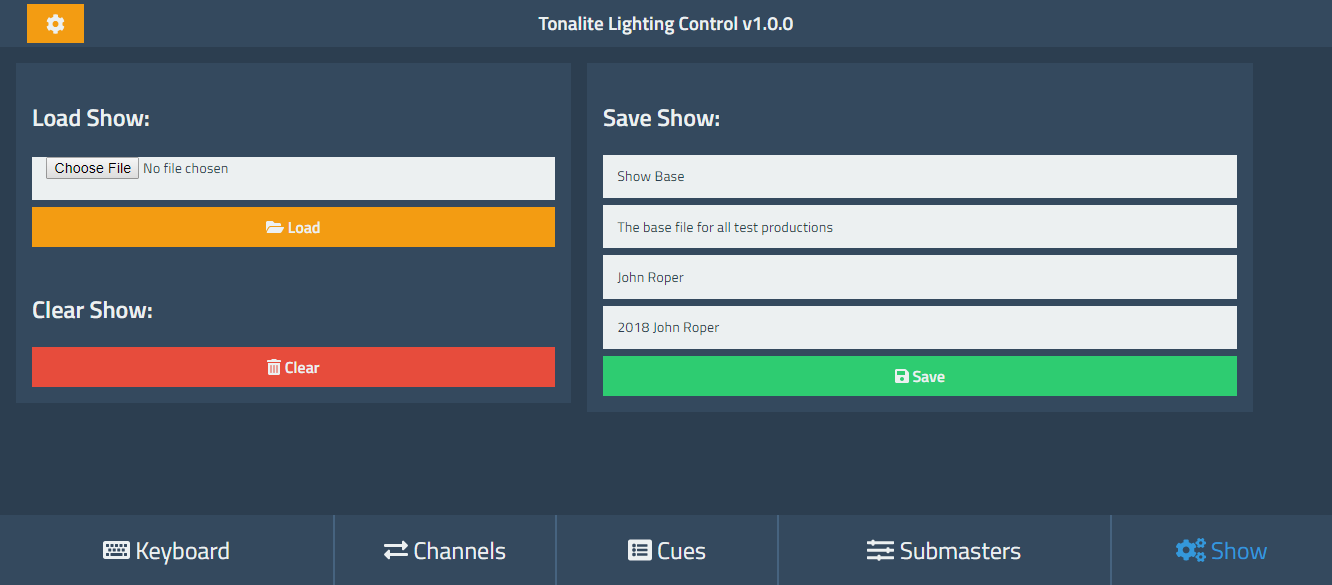 Tonalite Lighting Control v1.0.0
Load Show:
Choose File No file chosen
Load
Clear Show:
Clear
Save Show:
Show Base
The base file for all test productions
John Roper
2018 John Roper
Save
Keyboard
Channels
Cues
Submasters
Show